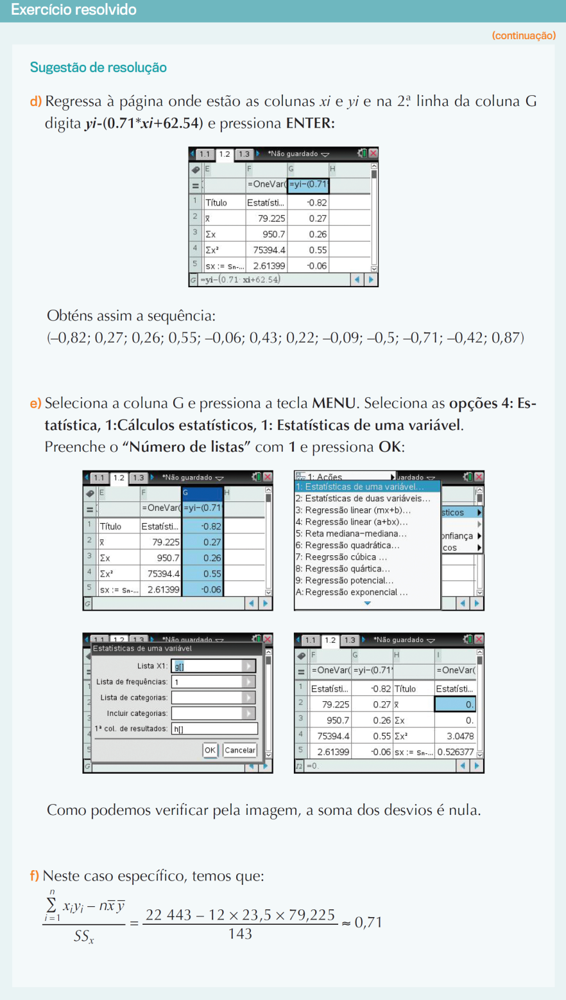 Exercício resolvido
(continuação)
Sugestão de resolução
d) Regressa à página onde estão as colunas xi e yi e na 2.ª linha da coluna G
digita yi-(0.71*xi+62.54) e pressiona ENTER:
1.1 1.2 1.3 *Não guardado
E F G H
= =OneVar( =yi−(0.71*
1 Título Estatísti... -0.82
2 x̅ 79.225 0.27
3 Σx 950.7 0.26
4 Σx² 75394.4 0.55
5 sx := sn-... 2.61399 -0.06
G =yi−(0.71· xi+62.54)
Obténs assim a sequência:
(–0,82; 0,27; 0,26; 0,55; –0,06; 0,43; 0,22; –0,09; –0,5; –0,71; –0,42; 0,87)
e) Seleciona a coluna G e pressiona a tecla MENU. Seleciona as opções 4: Es-
tatística, 1:Cálculos estatísticos, 1: Estatísticas de uma variável.
Preenche o “Número de listas” com 1 e pressiona OK:
1.1 1.2 1.3 *Não guardado
E F G H
= =OneVar( =yi−(0.71*
1 Título Estatísti... -0.82
2 x̅ 79.225 0.27
3 Σx 950.7 0.26
4 Σx² 75394.4 0.55
5 sx := sn-... 2.61399 -0.06
G
1: Ações uardado
1: Estatísticas de uma variável...
2: Estatísticas de duas variáveis...
3: Regressão linear (mx+b)...
sticos
4: Regressão linear (a+bx)...
5: Reta mediana−mediana...
onfiança
6: Regressão quadrática...
cos
7: Reegrssão cúbica ...
8: Regressão quártica...
9: Regressão potencial...
A: Regressão exponencial ...
1.1 1.2 1.3 *Não guardado
Estatísticas de uma variável
Lista X1: g[]
Lista de frequências: 1
Lista de categorias:
Incluir categorias:
1ª col. de resultados: h[]
OK Cancelar
G
1.1 1.2 1.3 *Não guardado
F G H I
= =OneVar( =yi−(0.71* =OneVar(
1 Estatísti... -0.82 Título Estatísti...
2 79.225 0.27 x̅ 0.
3 950.7 0.26 Σx 0.
4 75394.4 0.55 Σx² 3.0478
5 2.61399 -0.06 sx := sn-... 0.526377
I2 =0.
Como podemos verificar pela imagem, a soma dos desvios é nula.
f) Neste caso específico, temos que:
n
∑ xᵢyᵢ – nx̅ y̅
i = 1
22 443 – 12 × 23,5 × 79,225
= ≈ 0,71
SSₓ 143